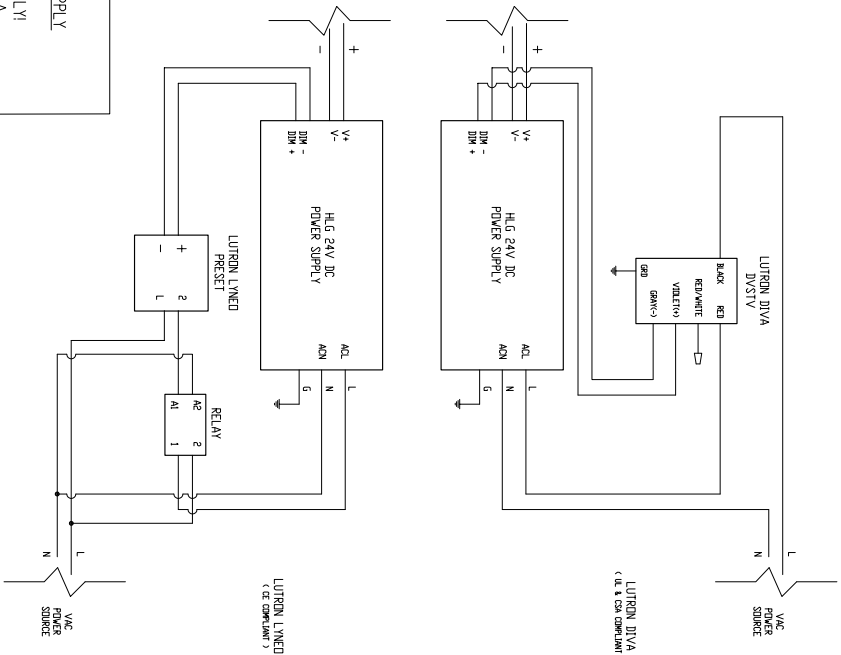 PPLY
LY!
A
LUTRON DIVA
DVSTV
BLACK
RED
RED/WHITE
VIOLET(+)
GRAY(-)
GRD
HLG 24V DC
POWER SUPPLY
V+
V-
DIM -
DIM +
ACL
ACN
L
N
G
+
-
L
N
VAC
POWER
SOURCE
LUTRON DIVA
( UL & CSA COMPLIANT
HLG 24V DC
POWER SUPPLY
V+
V-
DIM -
DIM +
ACL
ACN
L
N
G
+
-
LUTRON LYNEO
PRESET
+
-
2
L
RELAY
A2
A1
2
1
L
N
VAC
POWER
SOURCE
LUTRON LYNEO
( CE COMPLIANT )